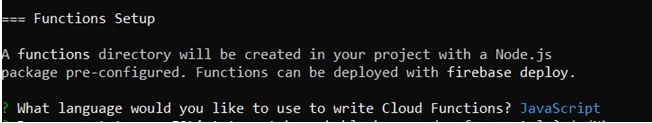 === Functions Setup
A functions directory will be created in your project with a Node.js
package pre-configured. Functions can be deployed with firebase deploy.
? What language would you like to use to write Cloud Functions? JavaScript